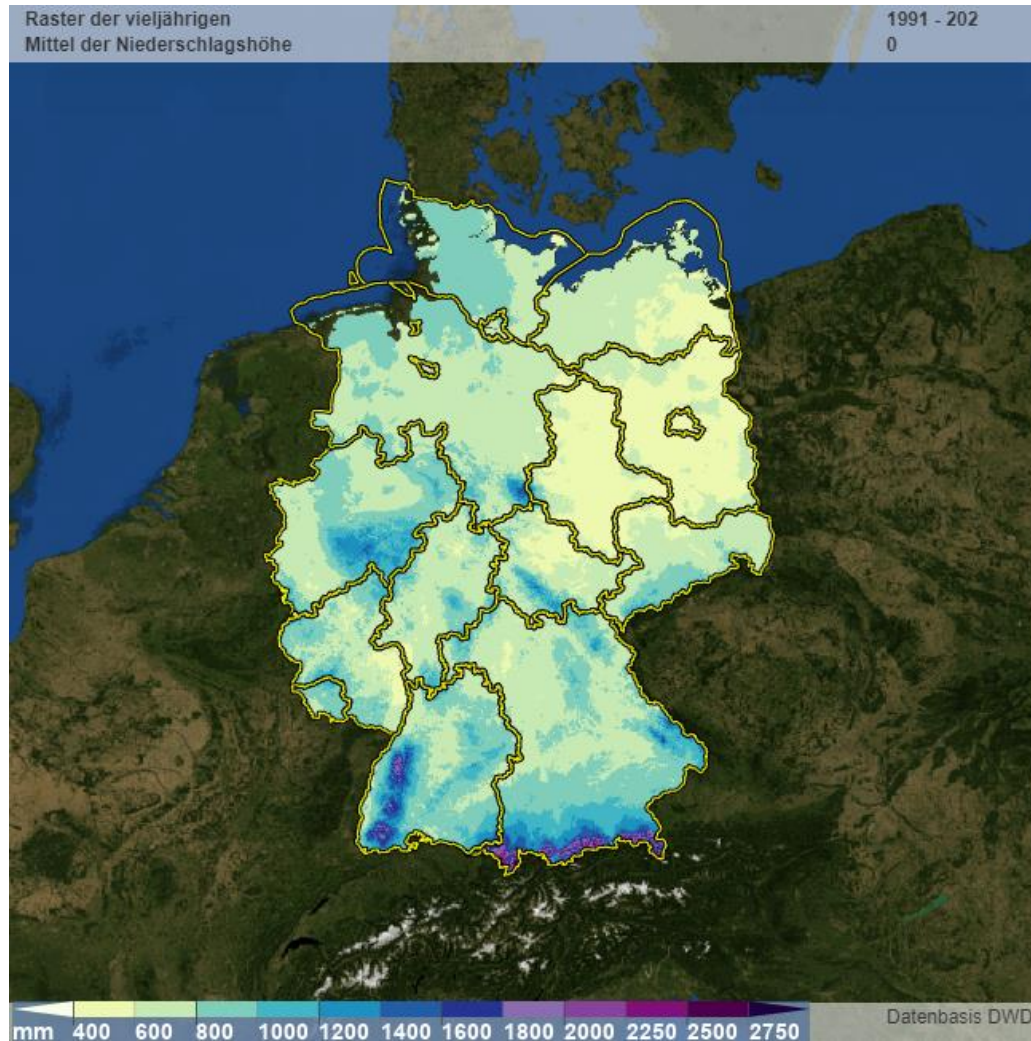 Raster der vieljährigen
Mittel der Niederschlagshöhe
1991 - 202
0
mm 400 600 800 1000 1200 1400 1600 1800 2000 2250 2500 2750
Datenbasis DWD